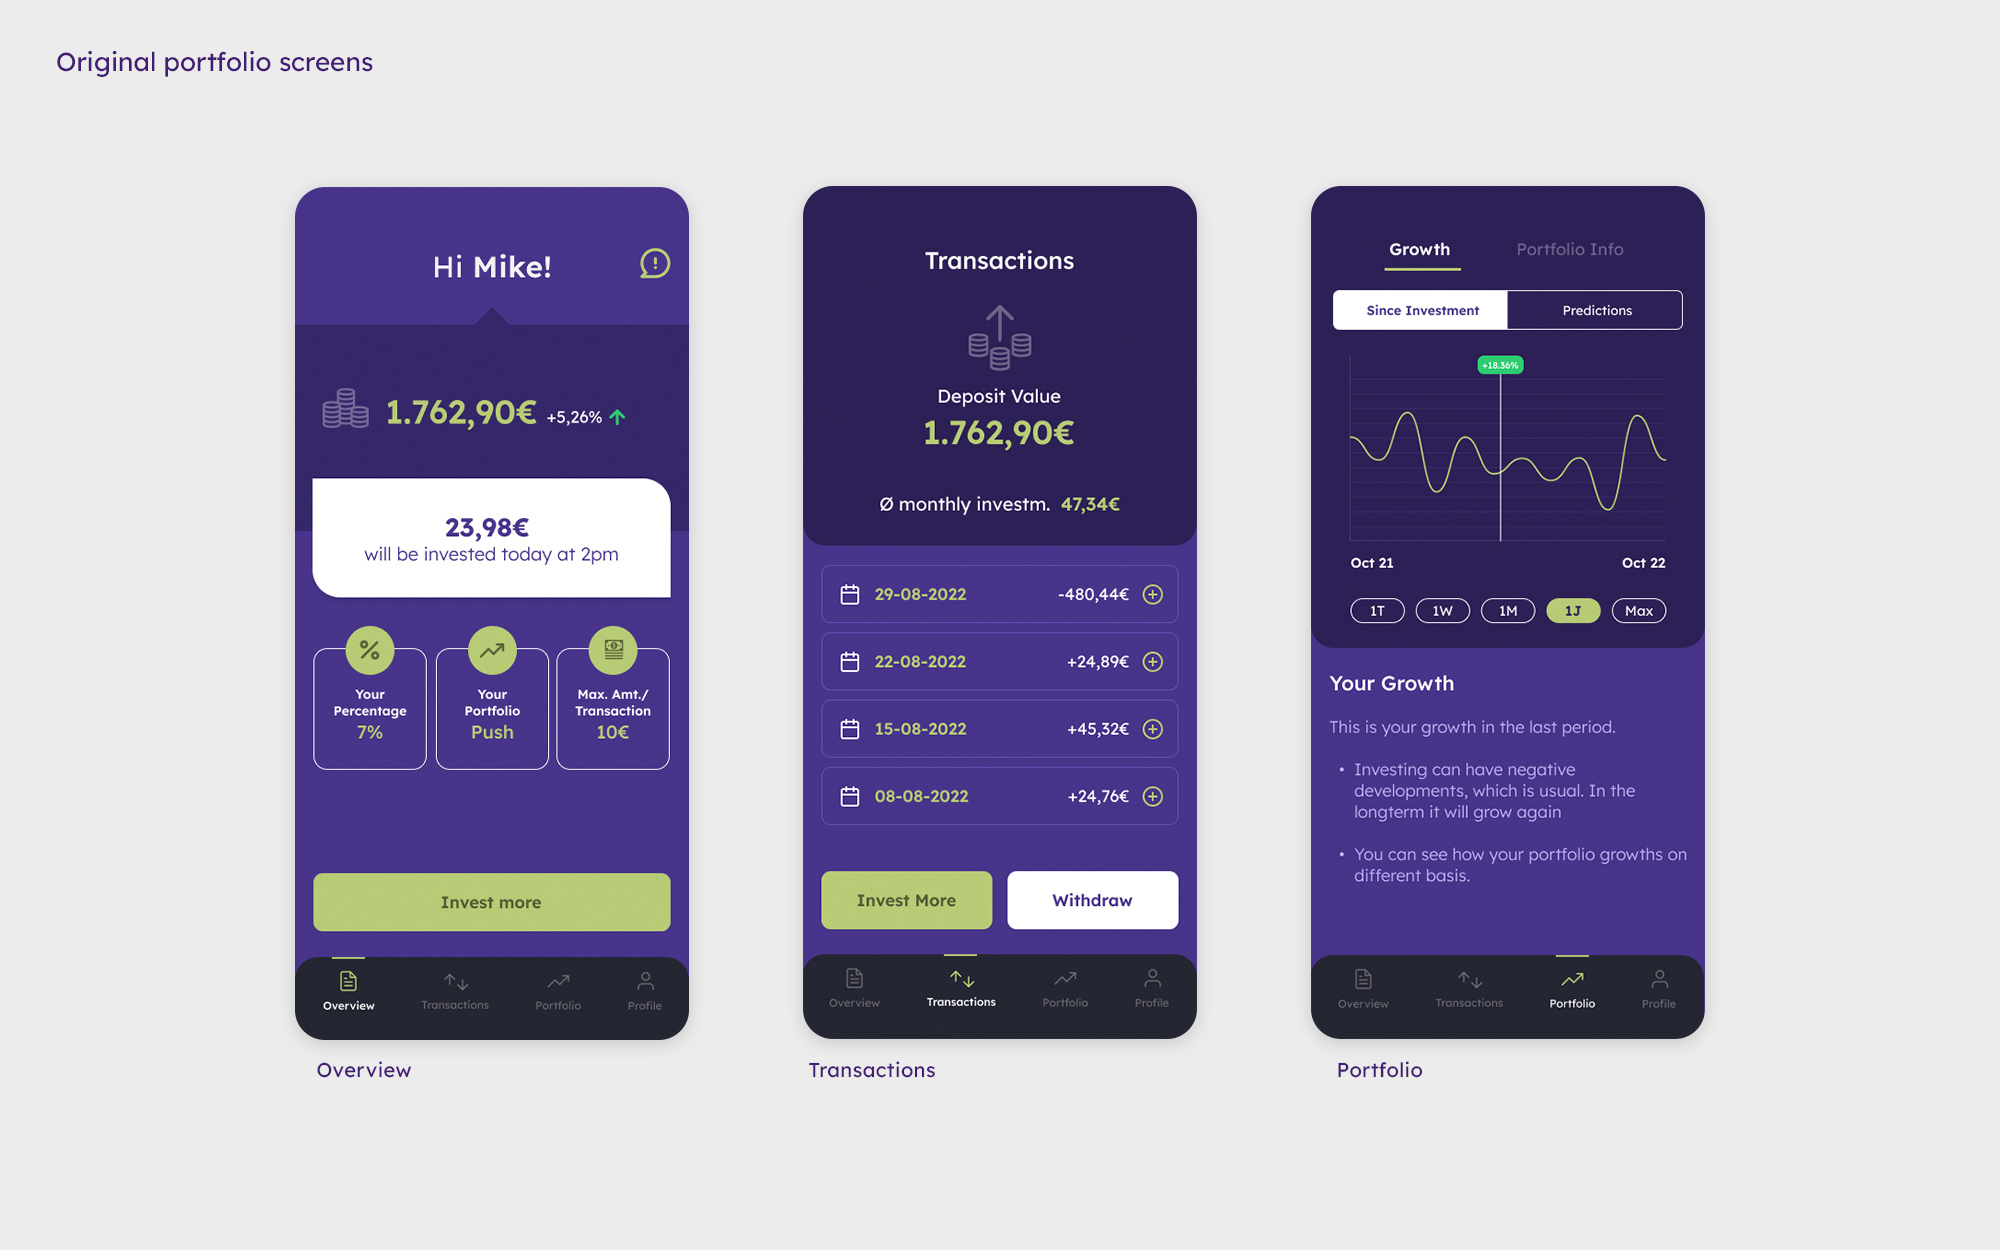 Original portfolio screens
Hi Mike!
1.762,90€ +5,26%
23,98€
will be invested today at 2pm
Your
Percentage
7%
Your
Portfolio
Push
Max. Amt./
Transaction
10€
Invest more
Overview
Transactions
Portfolio
Profile
Overview
Transactions
Deposit Value
1.762,90€
Ø monthly investm. 47,34€
29-08-2022 -480,44€
22-08-2022 +24,89€
15-08-2022 +45,32€
08-08-2022 +24,76€
Invest More
Withdraw
Overview
Transactions
Portfolio
Profile
Transactions
Growth
Portfolio Info
Since Investment
Predictions
+18.36%
Oct 21
Oct 22
1T
1W
1M
1J
Max
Your Growth
This is your growth in the last period.
• Investing can have negative
developments, which is usual. In the
longterm it will grow again
• You can see how your portfolio growths on
different basis.
Overview
Transactions
Portfolio
Profile
Portfolio